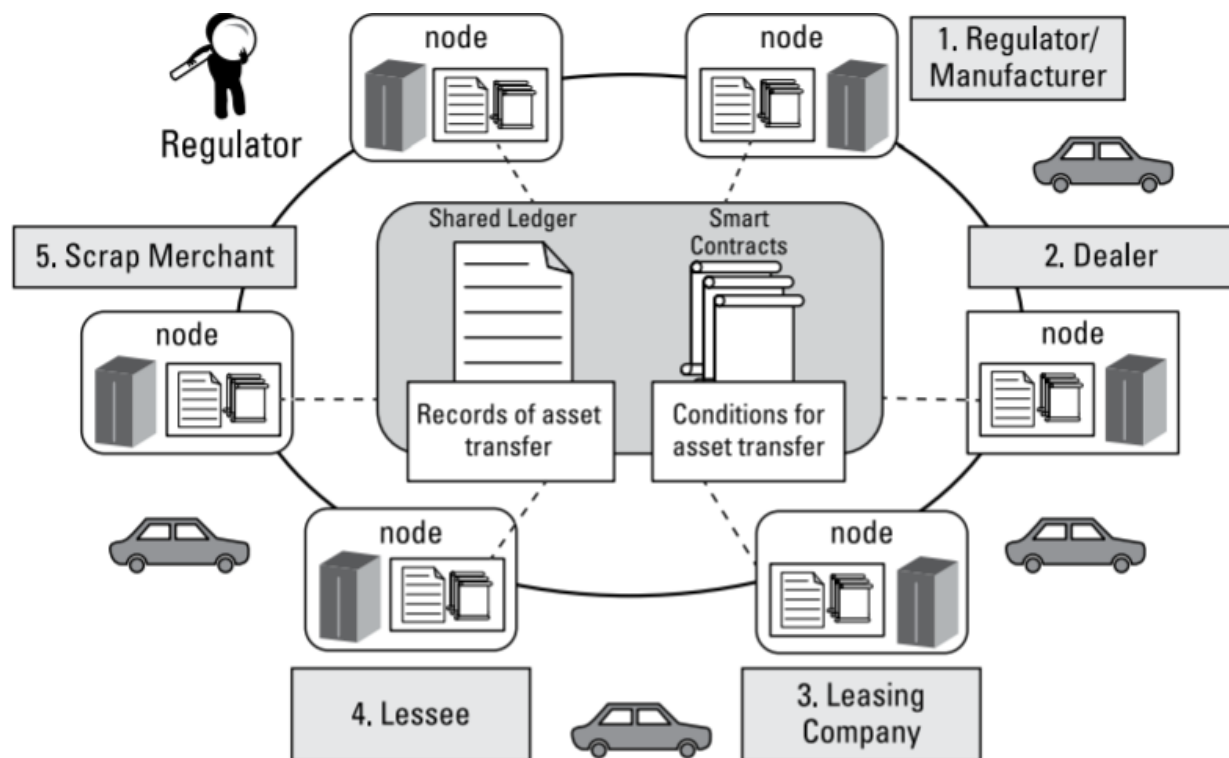 node
node
1. Regulator/
Manufacturer
Regulator
Shared Ledger
Smart
Contracts
5. Scrap Merchant
2. Dealer
node
node
Records of asset
transfer
Conditions for
asset transfer
node
node
4. Lessee
3. Leasing
Company